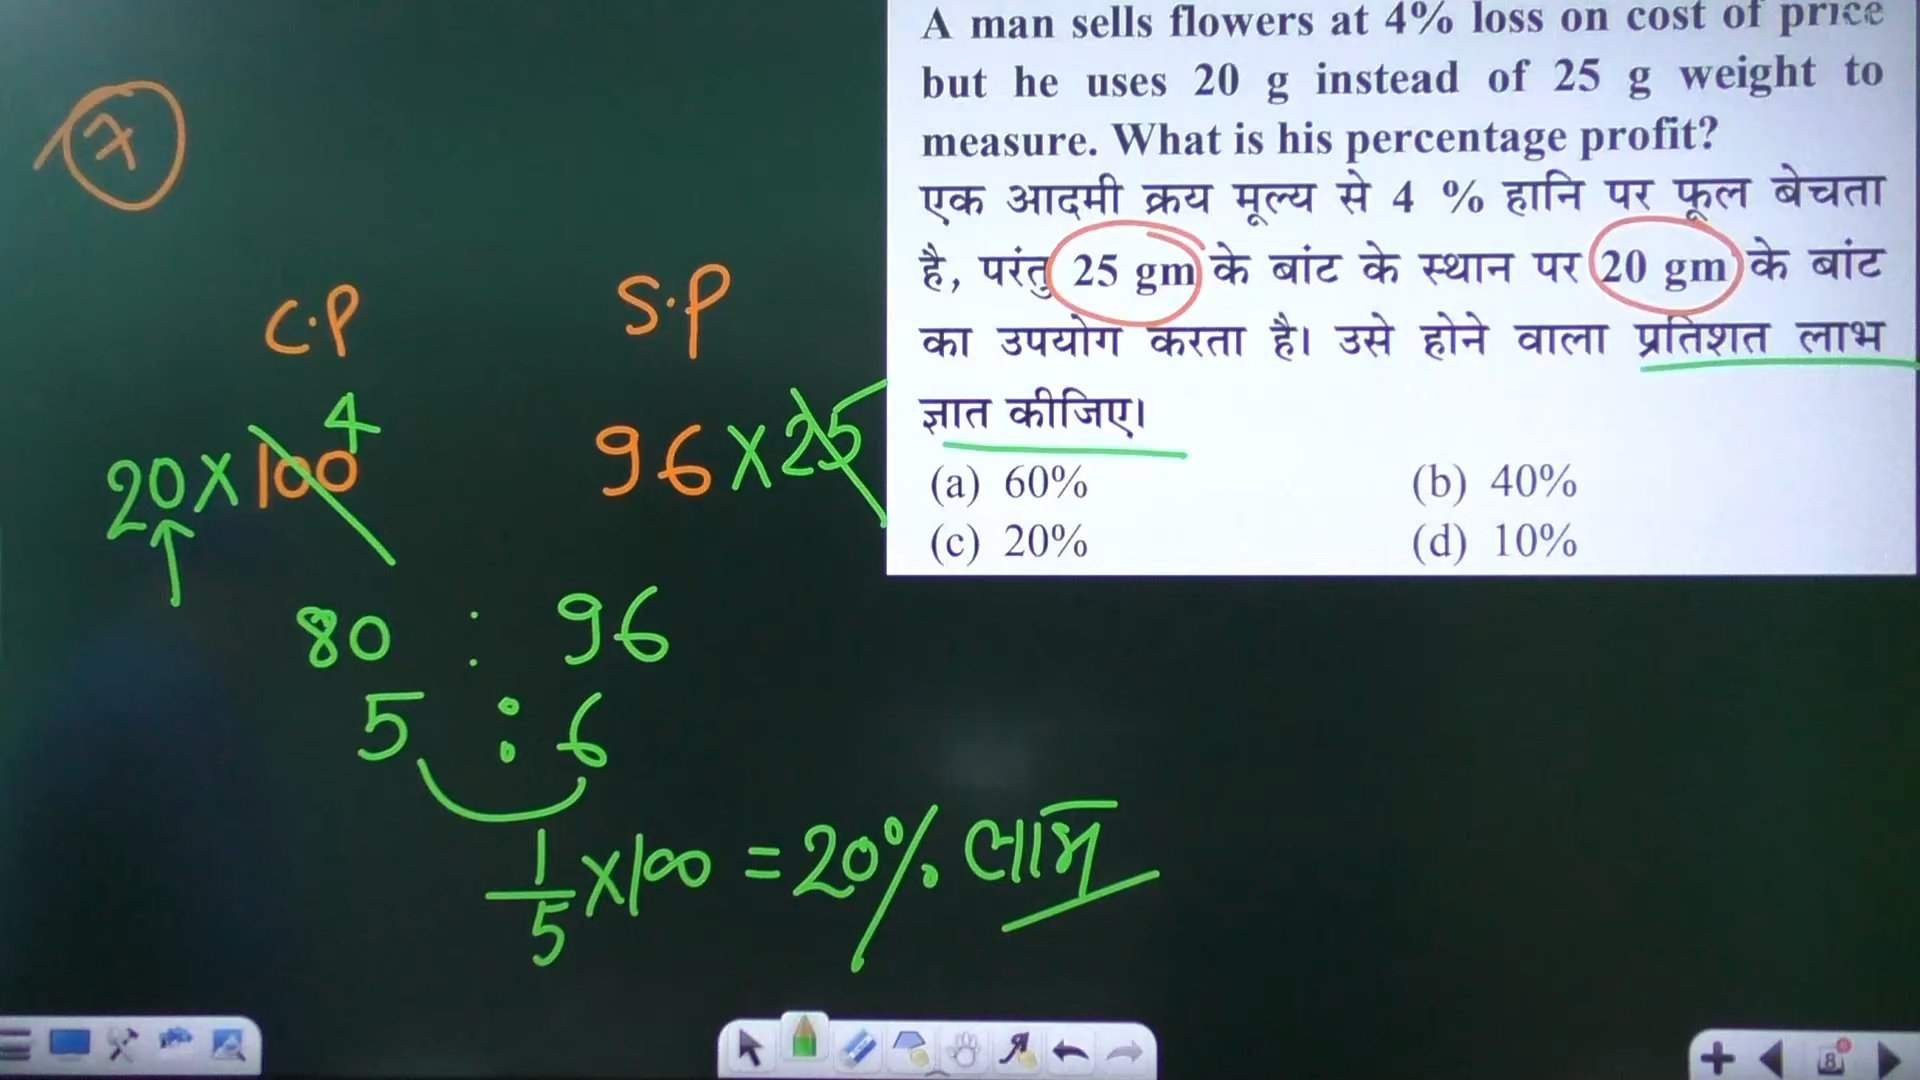 7
A man sells flowers at 4% loss on cost of price
but he uses 20 g instead of 25 g weight to
measure. What is his percentage profit?
एक आदमी क्रय मूल्य से 4 % हानि पर फूल बेचता
है, परंतु 25 gm के बांट के स्थान पर 20 gm के बांट
का उपयोग करता है। उसे होने वाला प्रतिशत लाभ
ज्ञात कीजिए।
(a) 60% (b) 40%
(c) 20% (d) 10%
C.P S.P
4
20 × 100 96 × 25
80 : 96
5 : 6
1/5 × 100 = 20% लाभ
8